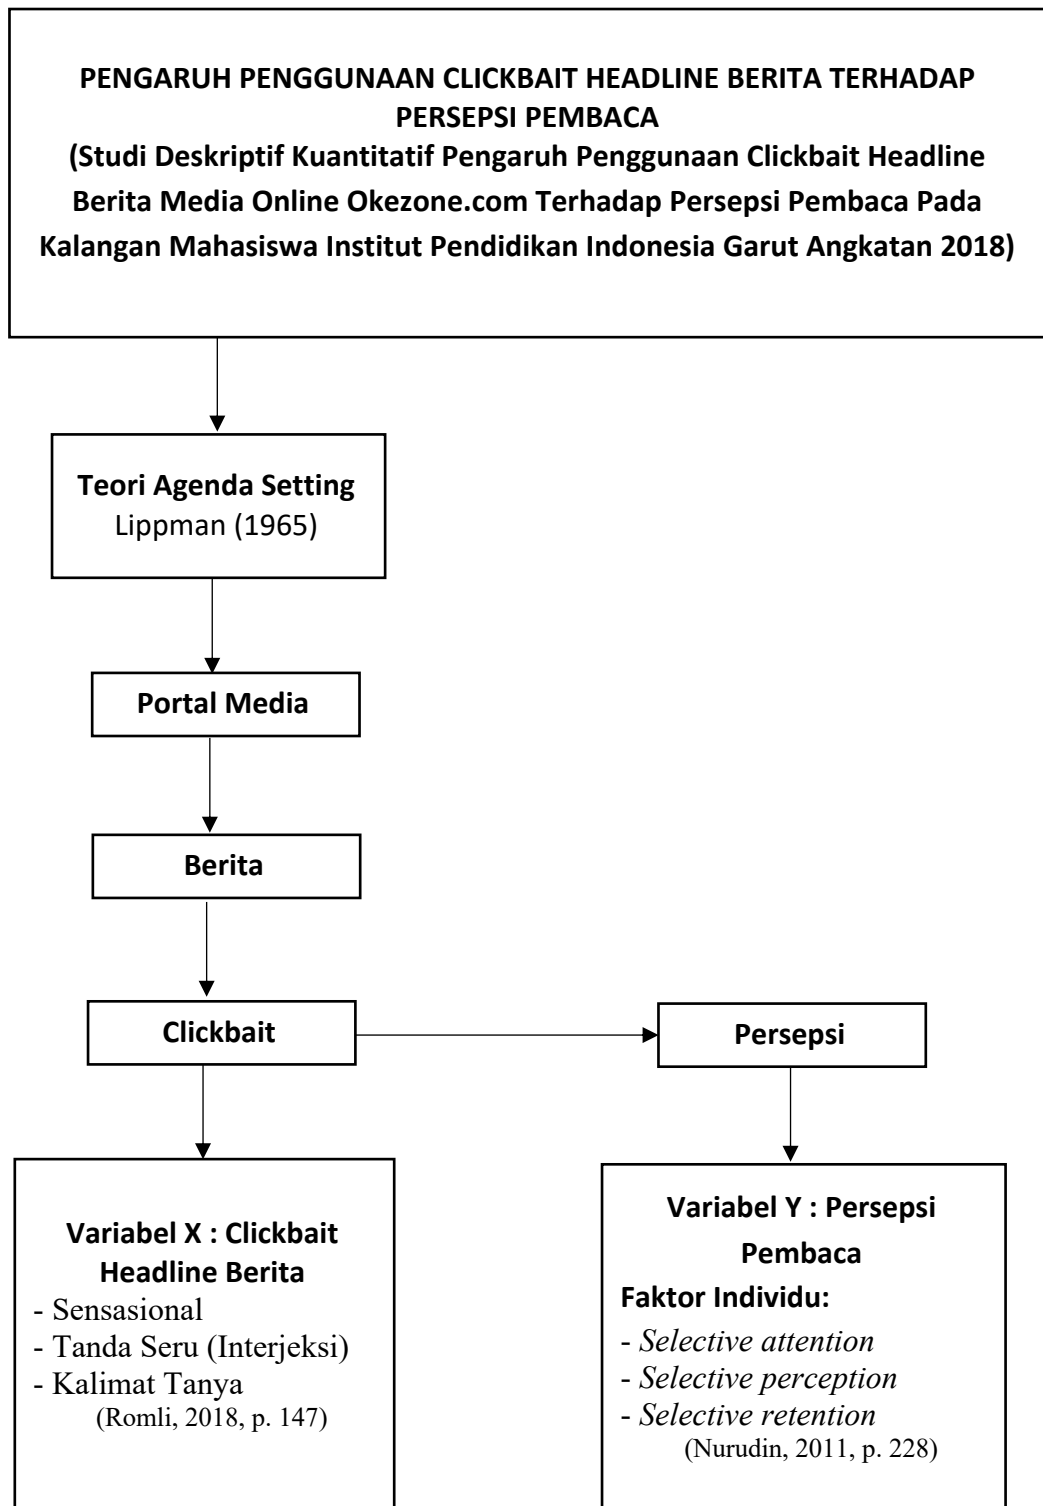 PENGARUH PENGGUNAAN CLICKBAIT HEADLINE BERITA TERHADAP
PERSEPSI PEMBACA
(Studi Deskriptif Kuantitatif Pengaruh Penggunaan Clickbait Headline
Berita Media Online Okezone.com Terhadap Persepsi Pembaca Pada
Kalangan Mahasiswa Institut Pendidikan Indonesia Garut Angkatan 2018)
Teori Agenda Setting
Lippman (1965)
Portal Media
Berita
Clickbait
Persepsi
Variabel X : Clickbait
Headline Berita
- Sensasional
- Tanda Seru (Interjeksi)
- Kalimat Tanya
(Romli, 2018, p. 147)
Variabel Y : Persepsi
Pembaca
Faktor Individu:
- Selective attention
- Selective perception
- Selective retention
(Nurudin, 2011, p. 228)